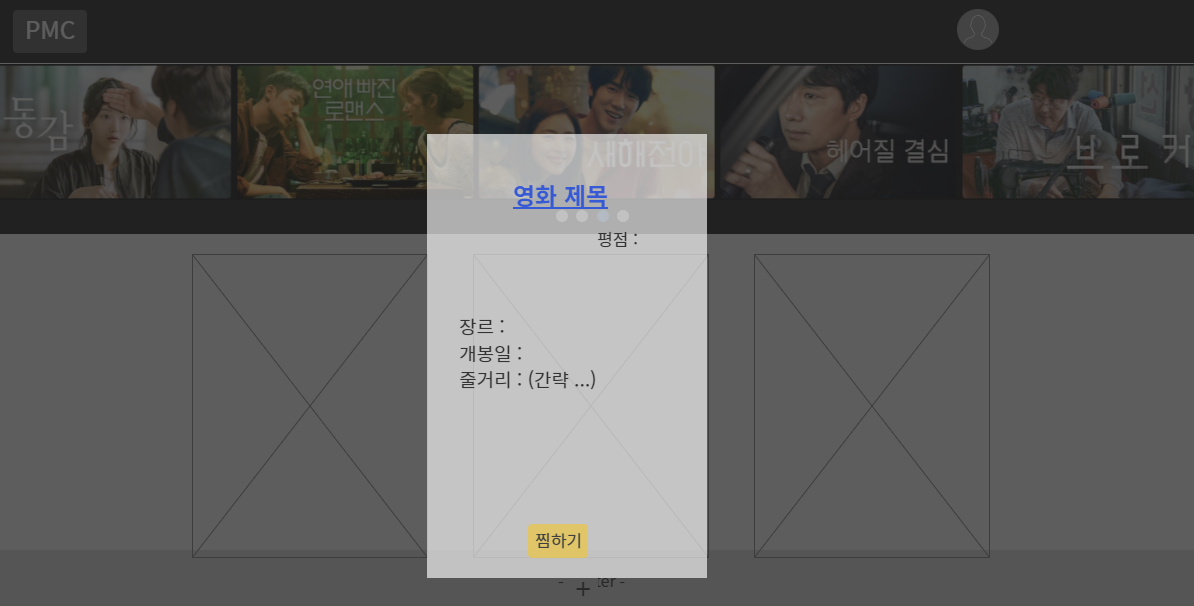 PMC
동감
연애 빠진
로맨스
새해전야
헤어질 결심
브로커
영화 제목
평점 :
장르 :
개봉일 :
줄거리 : (간략 ...)
찜하기
+